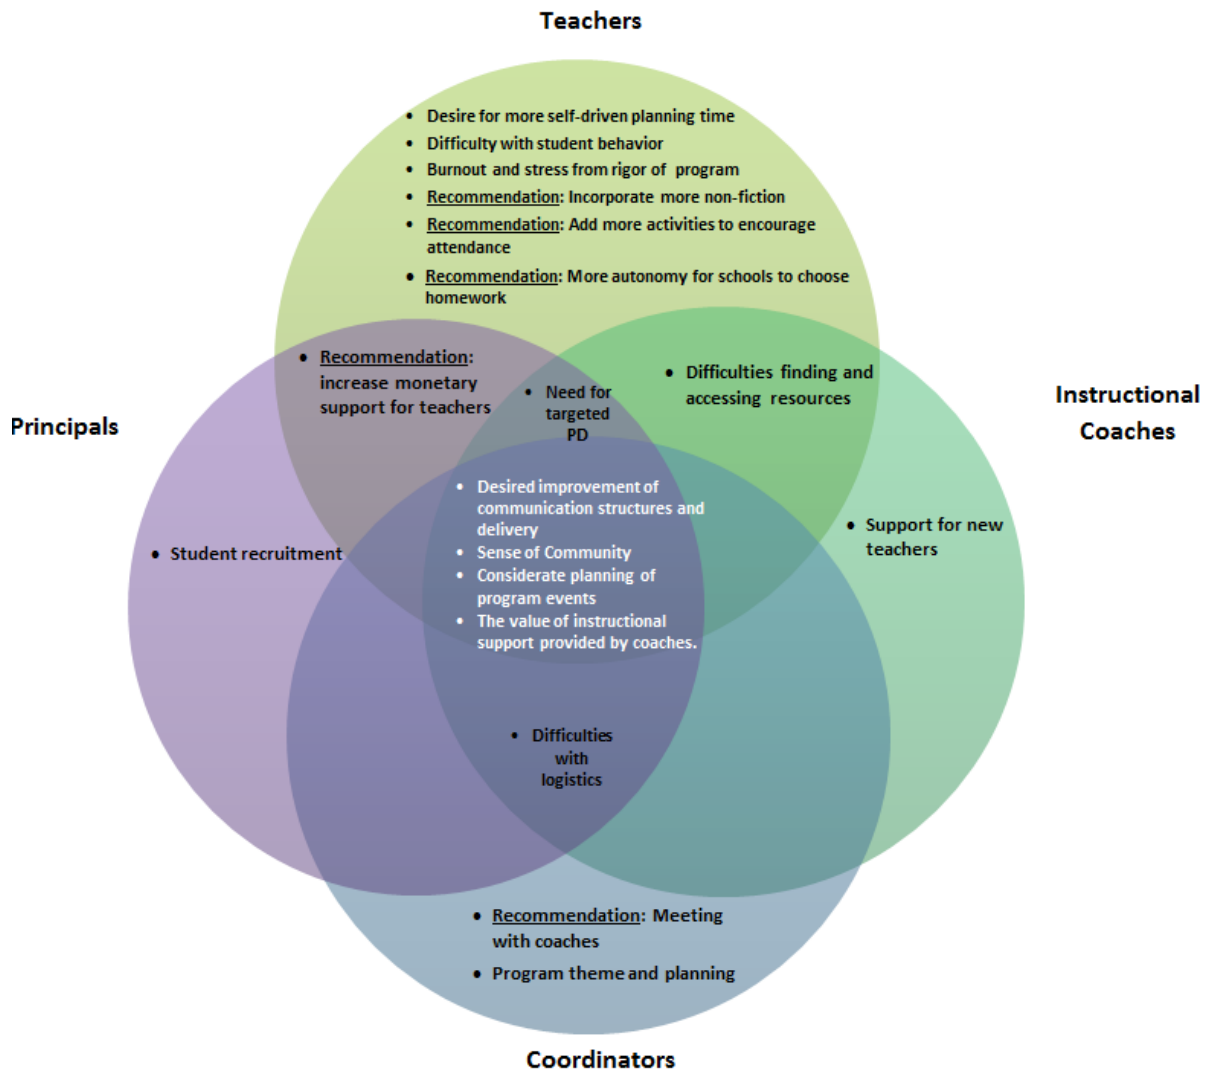 Teachers
• Desire for more self-driven planning time
• Difficulty with student behavior
• Burnout and stress from rigor of program
• Recommendation: Incorporate more non-fiction
• Recommendation: Add more activities to encourage
attendance
• Recommendation: More autonomy for schools to choose
homework
• Recommendation:
increase monetary
support for teachers
• Need for
targeted
PD
• Difficulties finding and
accessing resources
Principals
Instructional
Coaches
• Desired improvement of
communication structures and
delivery
• Sense of Community
• Considerate planning of
program events
• The value of instructional
support provided by coaches.
• Student recruitment
• Support for new
teachers
• Difficulties
with
logistics
• Recommendation: Meeting
with coaches
• Program theme and planning
Coordinators